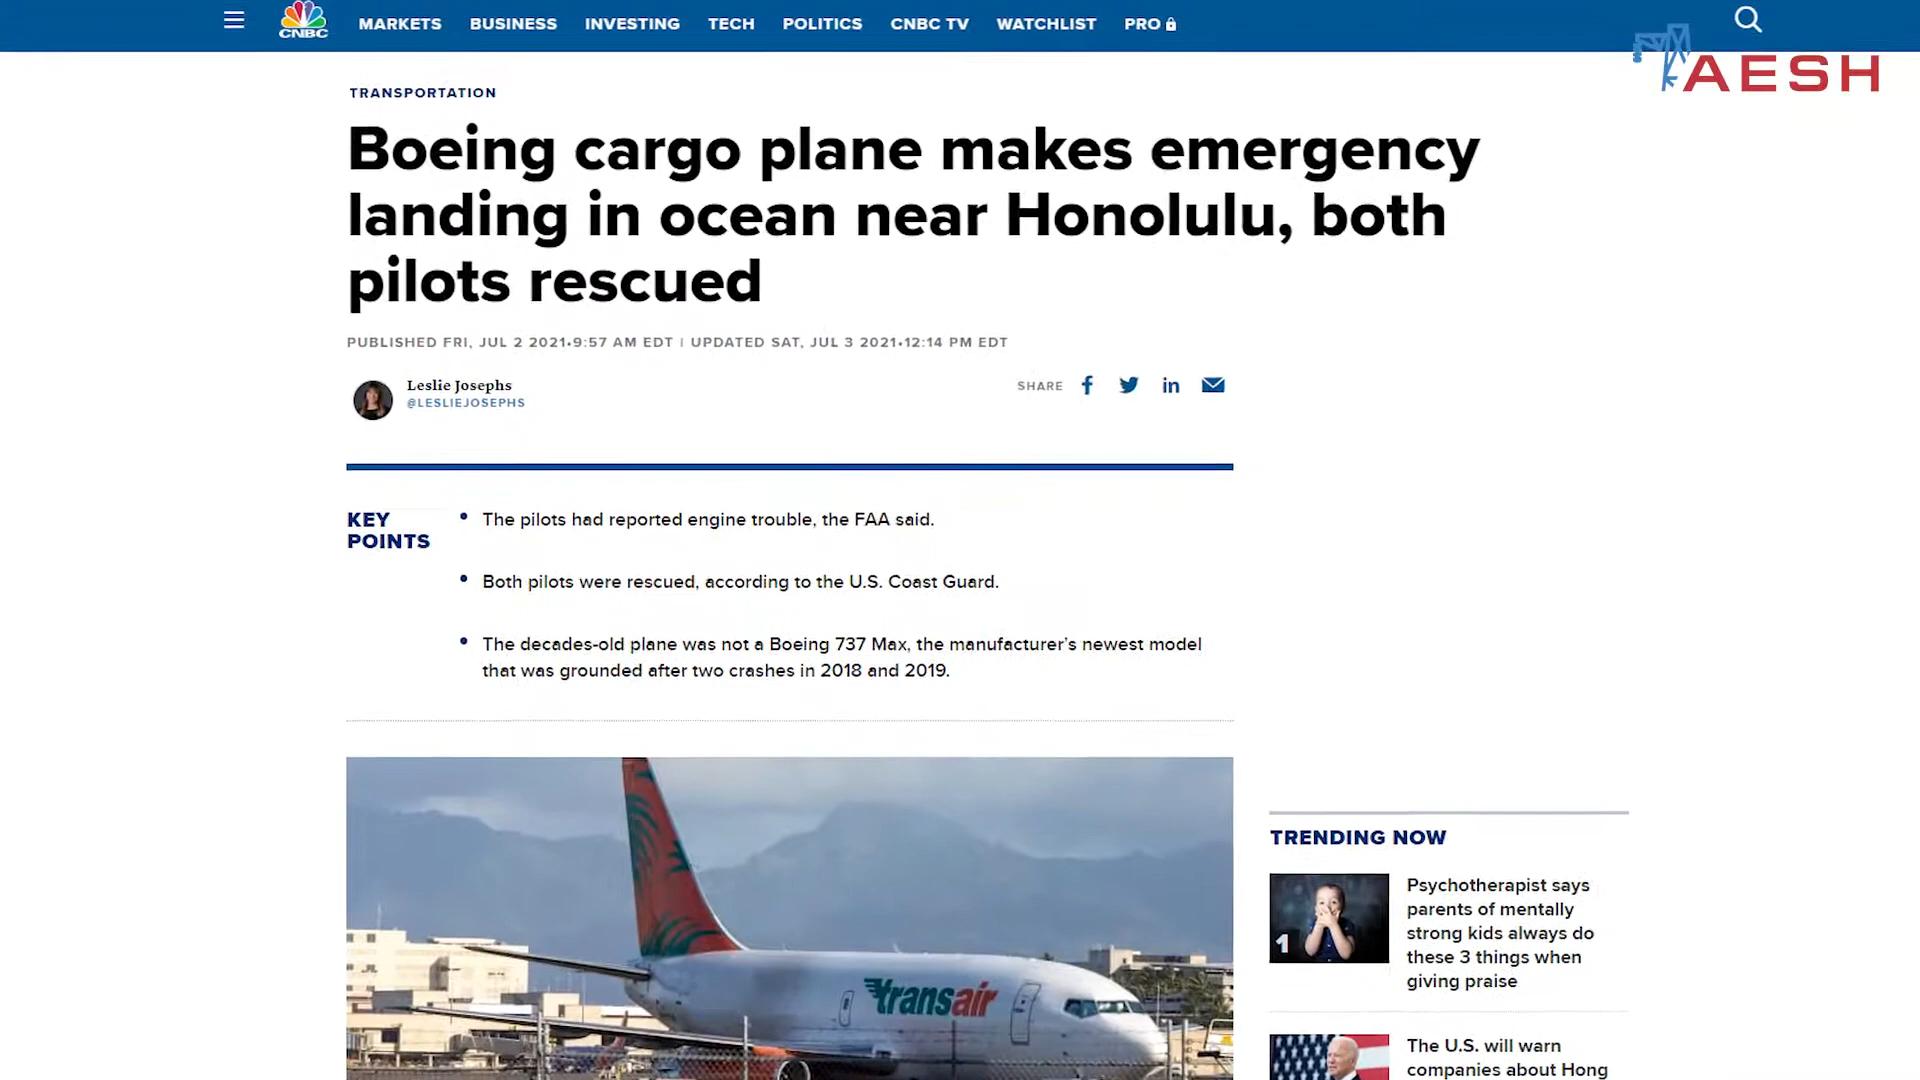 CNBC
MARKETS BUSINESS INVESTING TECH POLITICS CNBC TV WATCHLIST PRO
AESH
TRANSPORTATION
Boeing cargo plane makes emergency
landing in ocean near Honolulu, both
pilots rescued
PUBLISHED FRI, JUL 2 2021•9:57 AM EDT | UPDATED SAT, JUL 3 2021•12:14 PM EDT
Leslie Josephs
@LESLIEJOSEPHS
SHARE
KEY
POINTS
• The pilots had reported engine trouble, the FAA said.
• Both pilots were rescued, according to the U.S. Coast Guard.
• The decades-old plane was not a Boeing 737 Max, the manufacturer’s newest model
that was grounded after two crashes in 2018 and 2019.
transair
TRENDING NOW
1
Psychotherapist says
parents of mentally
strong kids always do
these 3 things when
giving praise
The U.S. will warn
companies about Hong